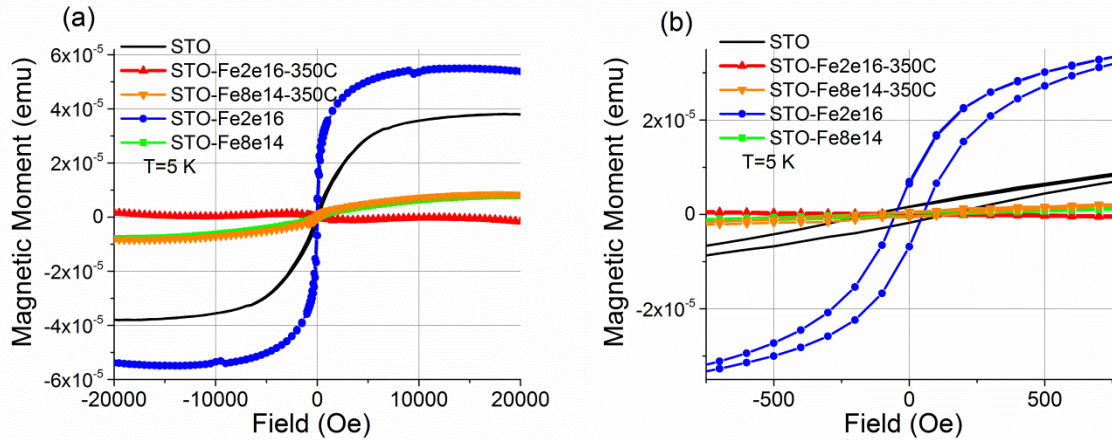 (a)
STO
STO-Fe2e16-350C
STO-Fe8e14-350C
STO-Fe2e16
STO-Fe8e14
T=5 K
6x10⁻⁵
4x10⁻⁵
2x10⁻⁵
0
-2x10⁻⁵
-4x10⁻⁵
-6x10⁻⁵
Magnetic Moment (emu)
-20000 -10000 0 10000 20000
Field (Oe)
(b)
STO
STO-Fe2e16-350C
STO-Fe8e14-350C
STO-Fe2e16
STO-Fe8e14
T=5 K
2x10⁻⁵
0
-2x10⁻⁵
Magnetic Moment (emu)
-500 0 500
Field (Oe)